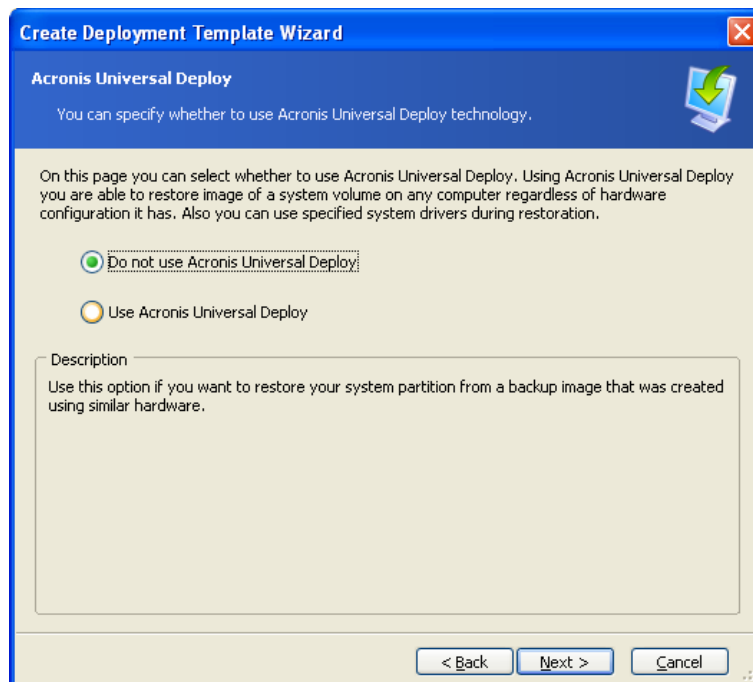 Create Deployment Template Wizard
Acronis Universal Deploy
You can specify whether to use Acronis Universal Deploy technology.
On this page you can select whether to use Acronis Universal Deploy. Using Acronis Universal Deploy
you are able to restore image of a system volume on any computer regardless of hardware
configuration it has. Also you can use specified system drivers during restoration.
Do not use Acronis Universal Deploy
Use Acronis Universal Deploy
Description
Use this option if you want to restore your system partition from a backup image that was created
using similar hardware.
< Back
Next >
Cancel